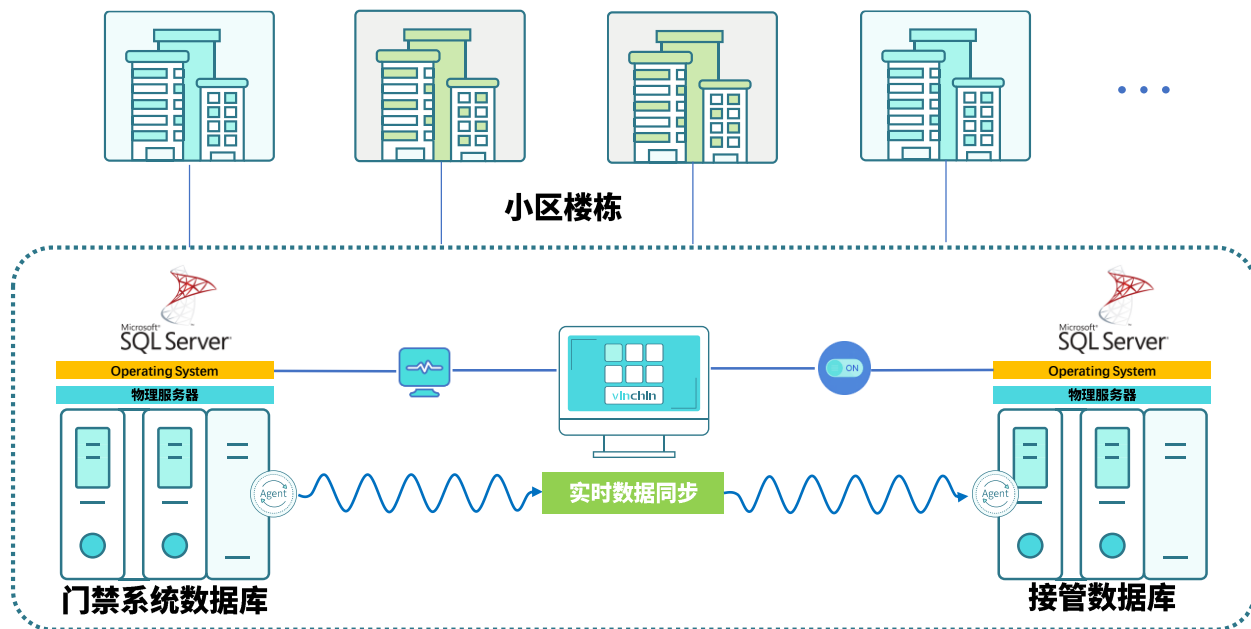 小区楼栋
Microsoft®
SQL Server®
Operating System
物理服务器
vinchin
ON
Microsoft®
SQL Server®
Operating System
物理服务器
Agent
实时数据同步
Agent
门禁系统数据库
接管数据库